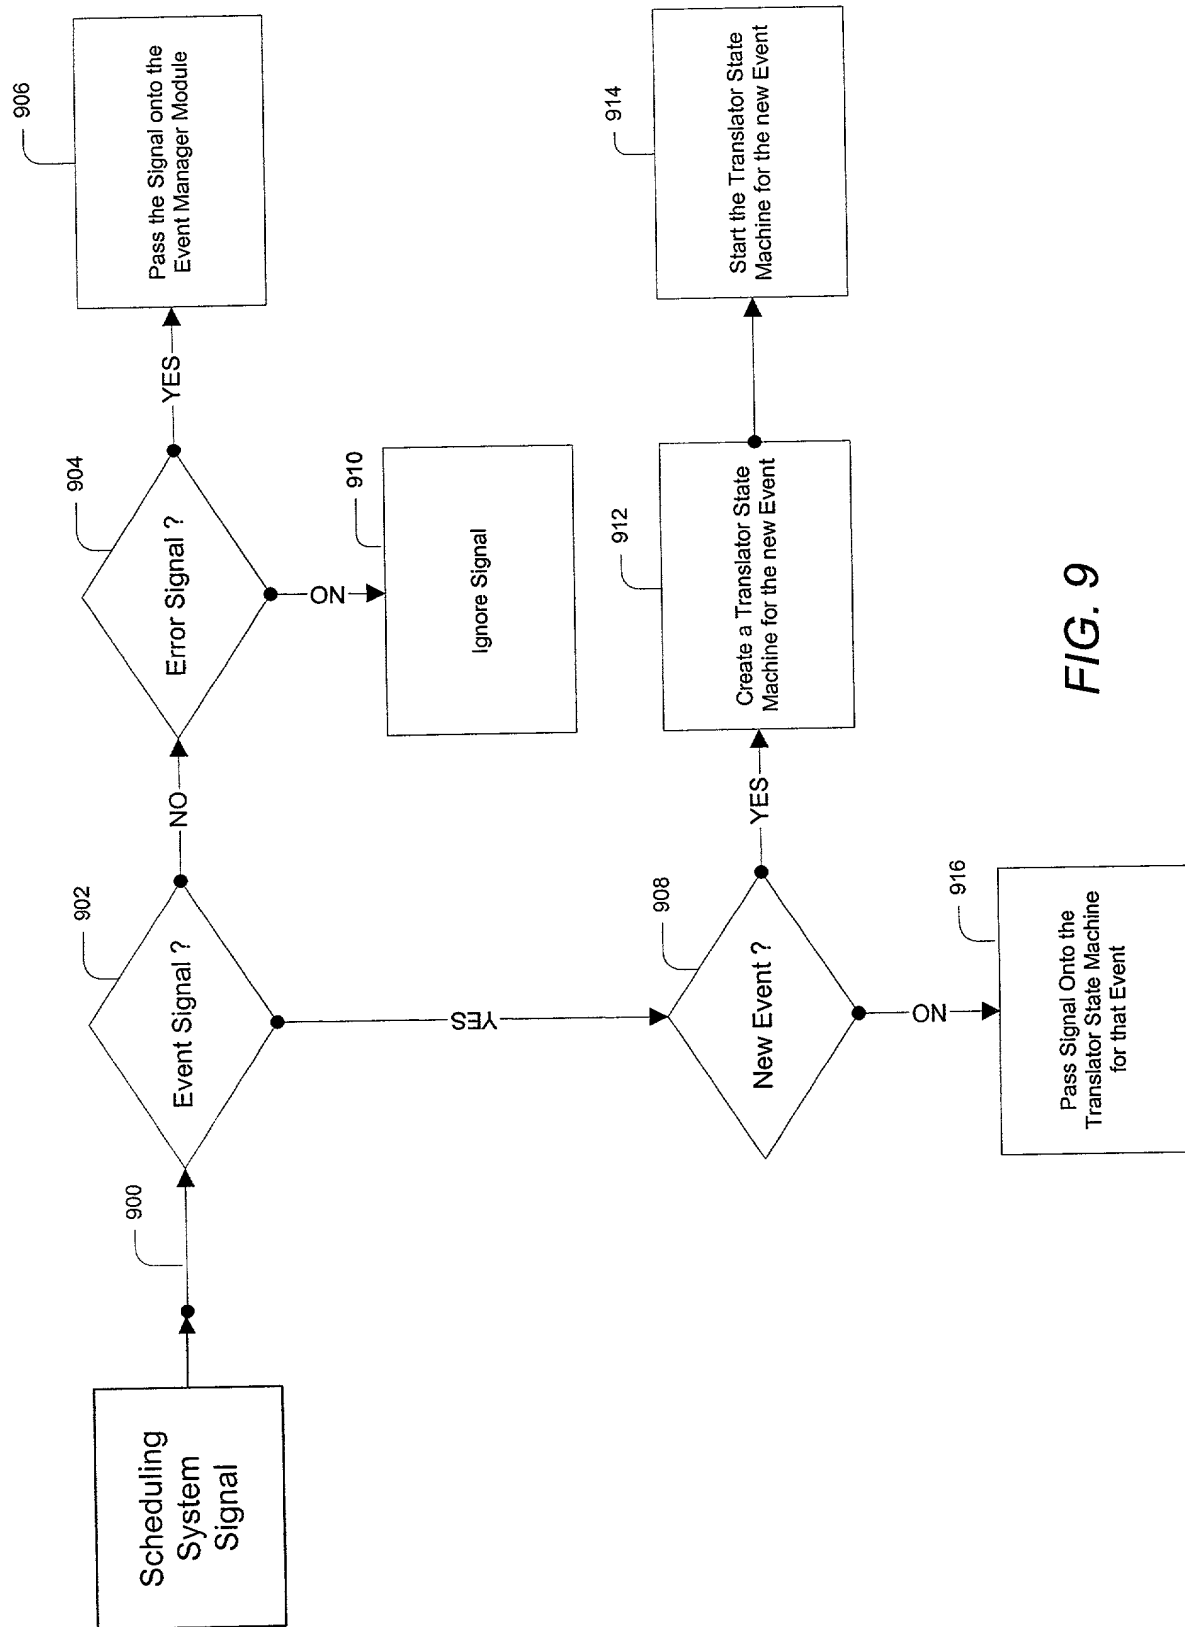 Scheduling
System
Signal
900
Event Signal ?
902
NO
Error Signal ?
904
YES
Pass the Signal onto the
Event Manager Module
906
NO
Ignore Signal
910
YES
New Event ?
908
YES
Create a Translator State
Machine for the new Event
912
Start the Translator State
Machine for the new Event
914
NO
Pass Signal Onto the
Translator State Machine
for that Event
916
FIG. 9